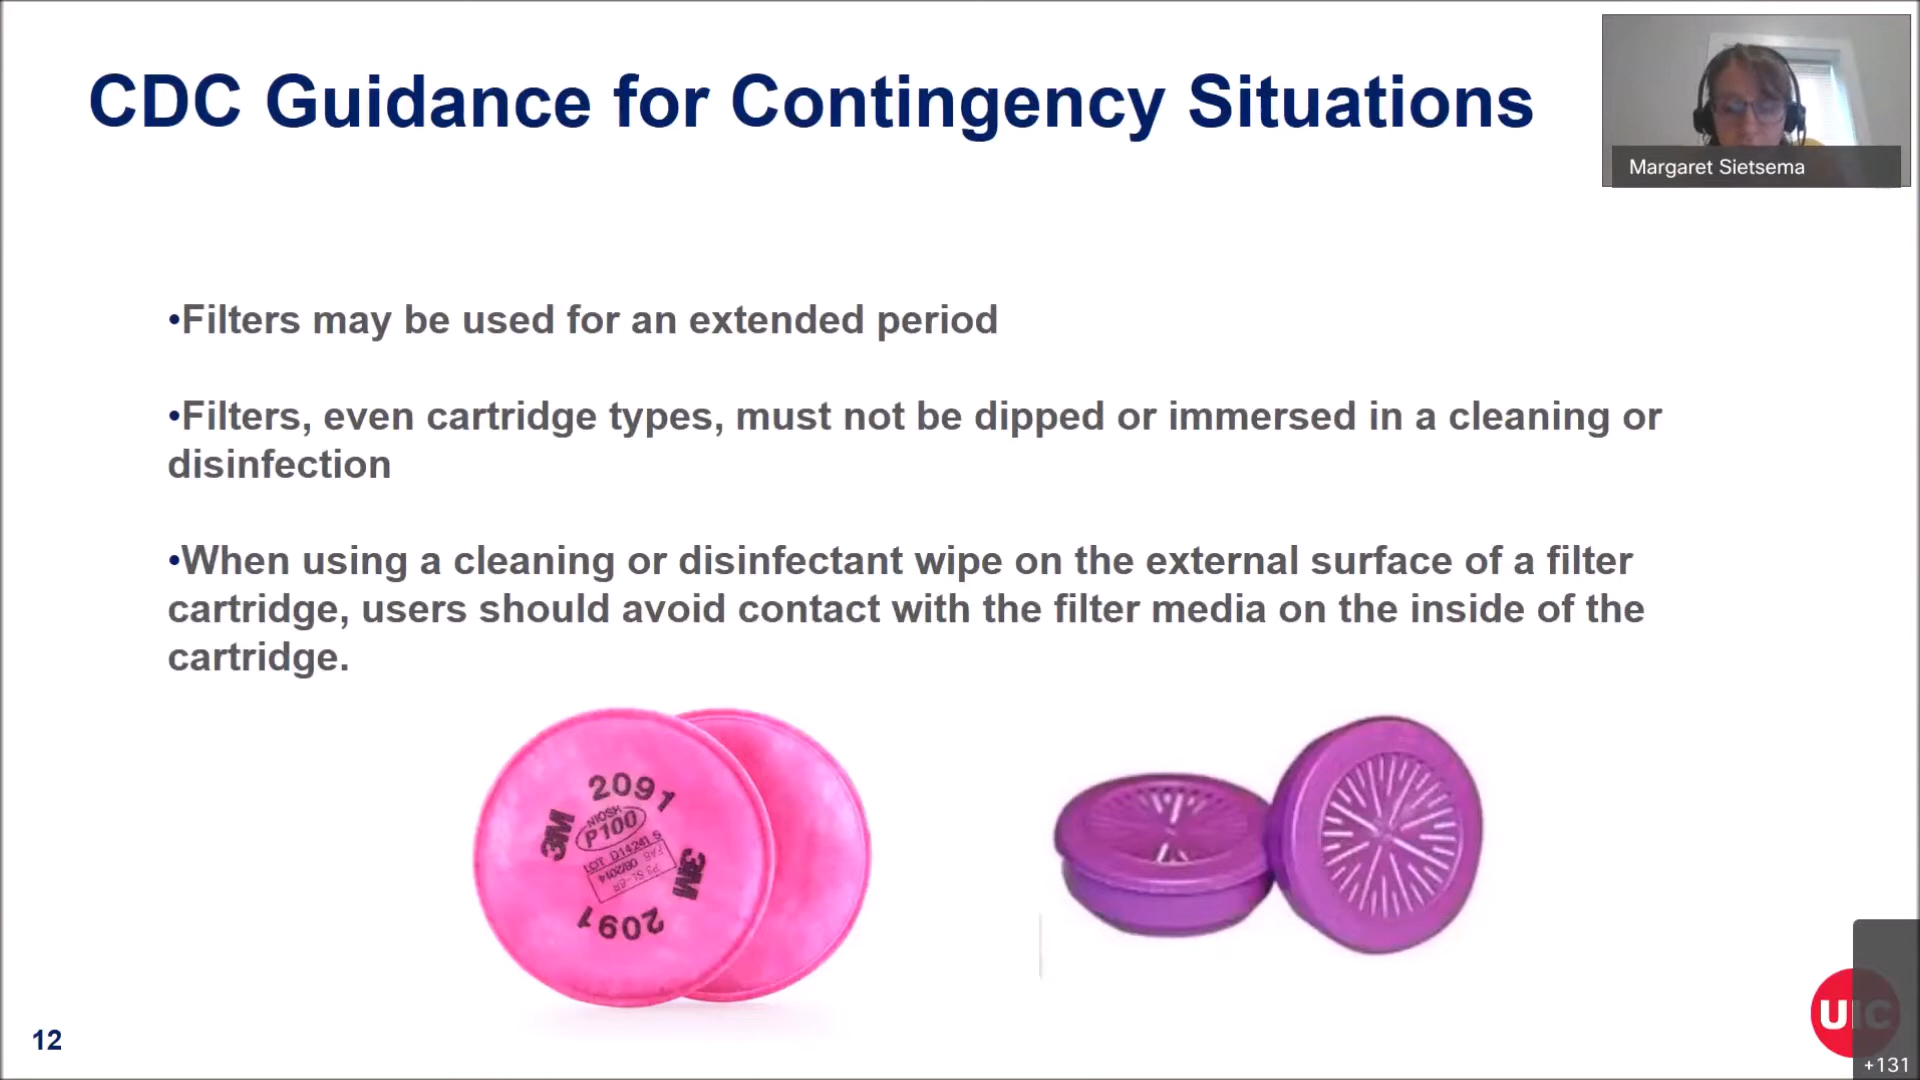 CDC Guidance for Contingency Situations
Margaret Sietsema
•Filters may be used for an extended period
•Filters, even cartridge types, must not be dipped or immersed in a cleaning or
disinfection
•When using a cleaning or disinfectant wipe on the external surface of a filter
cartridge, users should avoid contact with the filter media on the inside of the
cartridge.
2091
NIOSH
P100
3M
3M
2091
12
UIC
+131